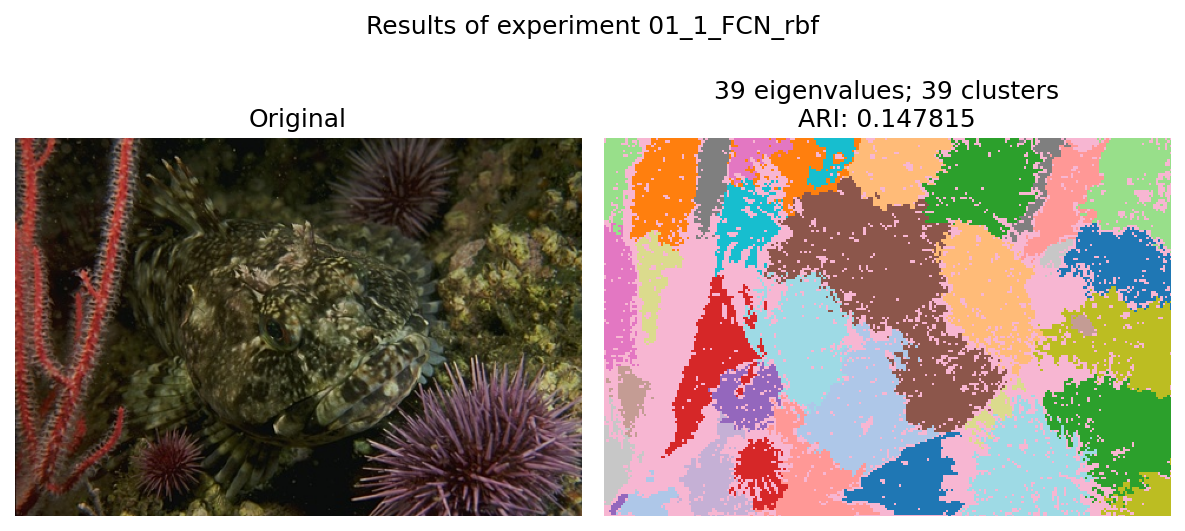 Results of experiment 01_1_FCN_rbf
Original
39 eigenvalues; 39 clusters
ARI: 0.147815